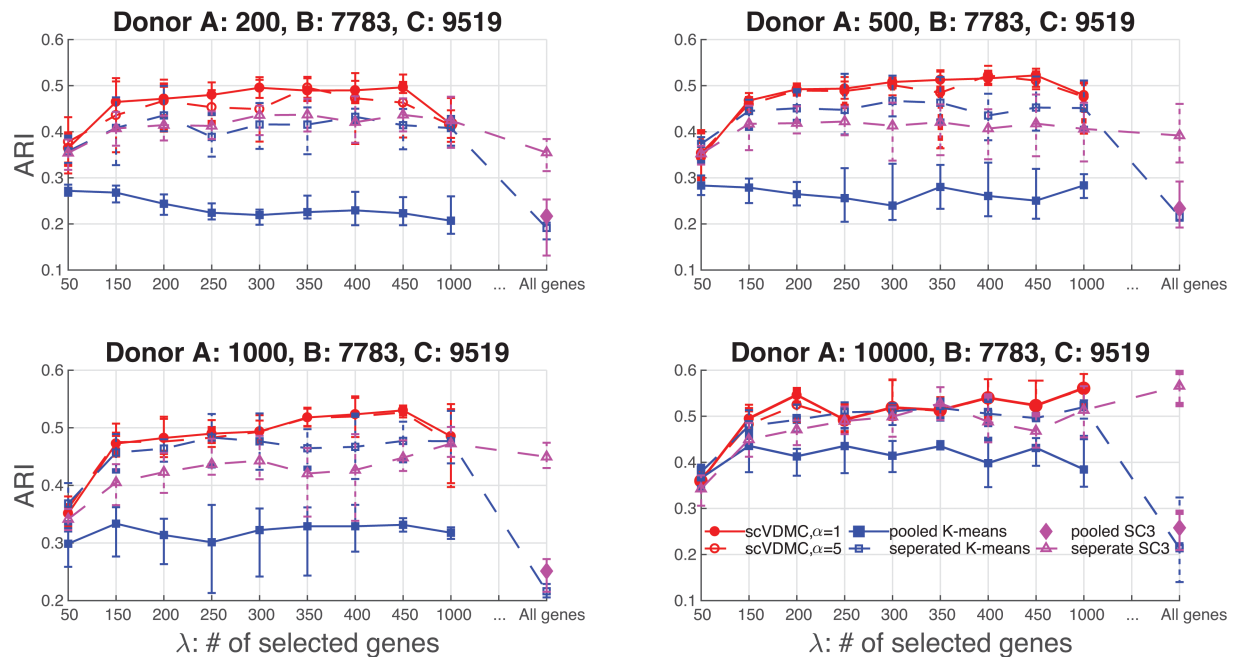 Donor A: 200, B: 7783, C: 9519
ARI
0.6
0.5
0.4
0.3
0.2
0.1
50 150 200 250 300 350 400 450 1000 ... All genes
Donor A: 500, B: 7783, C: 9519
0.6
0.5
0.4
0.3
0.2
0.1
50 150 200 250 300 350 400 450 1000 ... All genes
Donor A: 1000, B: 7783, C: 9519
ARI
0.6
0.5
0.4
0.3
0.2
50 150 200 250 300 350 400 450 1000 ... All genes
λ: # of selected genes
Donor A: 10000, B: 7783, C: 9519
0.6
0.5
0.4
0.3
0.2
0.1
scVDMC,α=1 pooled K-means pooled SC3
scVDMC,α=5 seperated K-means seperate SC3
50 150 200 250 300 350 400 450 1000 ... All genes
λ: # of selected genes